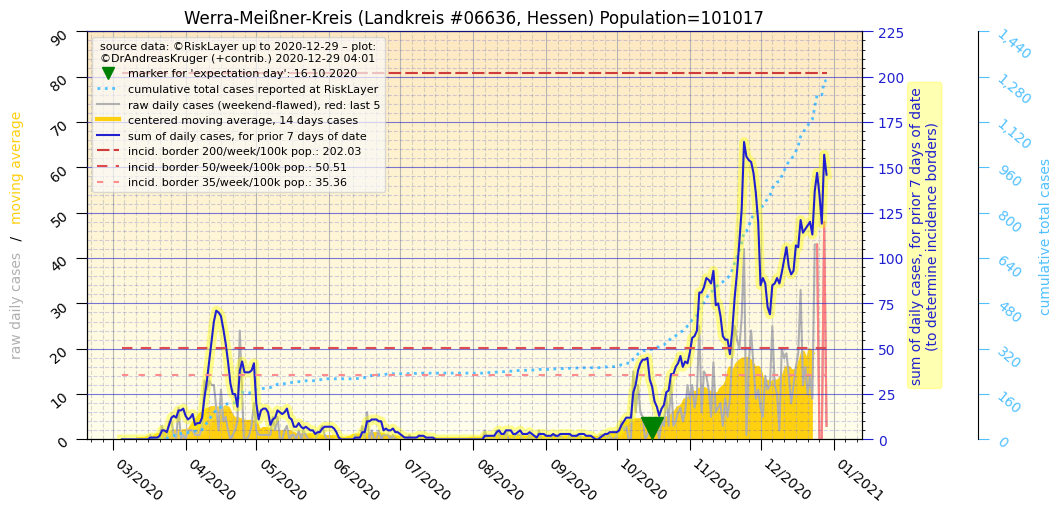 Werra-Meißner-Kreis (Landkreis #06636, Hessen) Population=101017
source data: ©RiskLayer up to 2020-12-29 – plot:
©DrAndreasKruger (+contrib.) 2020-12-29 04:01
marker for 'expectation day': 16.10.2020
cumulative total cases reported at RiskLayer
raw daily cases (weekend-flawed), red: last 5
centered moving average, 14 days cases
sum of daily cases, for prior 7 days of date
incid. border 200/week/100k pop.: 202.03
incid. border 50/week/100k pop.: 50.51
incid. border 35/week/100k pop.: 35.36
raw daily cases / moving average
90
80
70
60
50
40
30
20
10
0
03/2020
04/2020
05/2020
06/2020
07/2020
08/2020
09/2020
10/2020
11/2020
12/2020
01/2021
225
200
175
150
125
100
75
50
25
0
sum of daily cases, for prior 7 days of date
(to determine incidence borders)
1,440
1,280
1,120
960
800
640
480
320
160
0
cumulative total cases